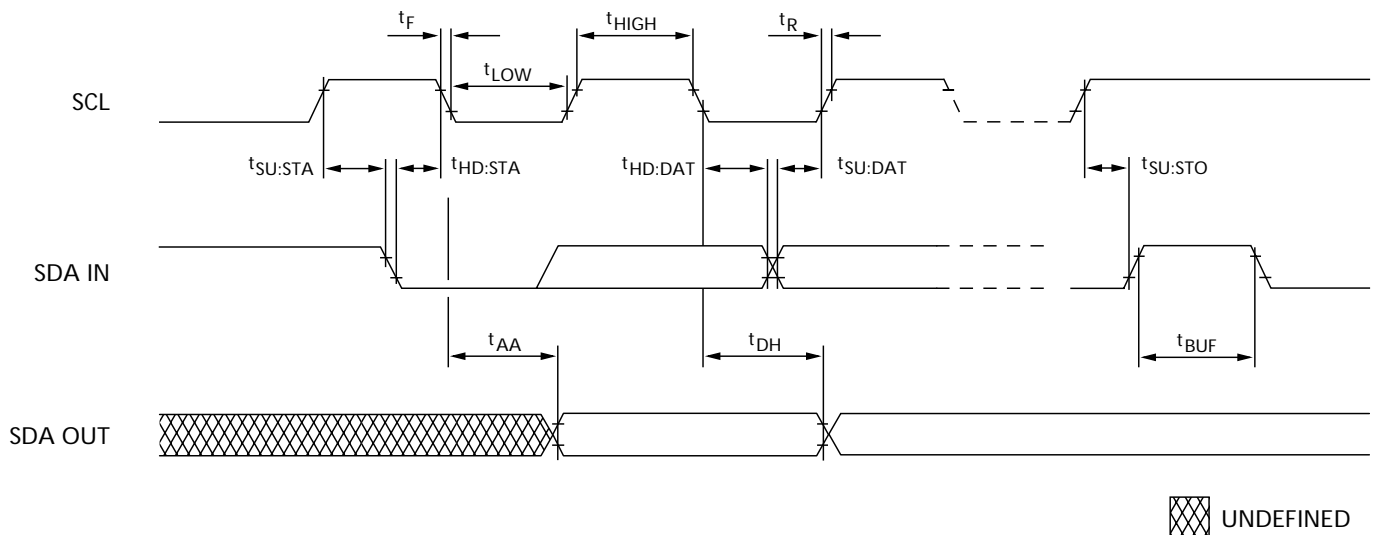 tF
tHIGH
tR
tLOW
SCL
tSU:STA
tHD:STA
tHD:DAT
tSU:DAT
tSU:STO
SDA IN
tAA
tDH
tBUF
SDA OUT
UNDEFINED